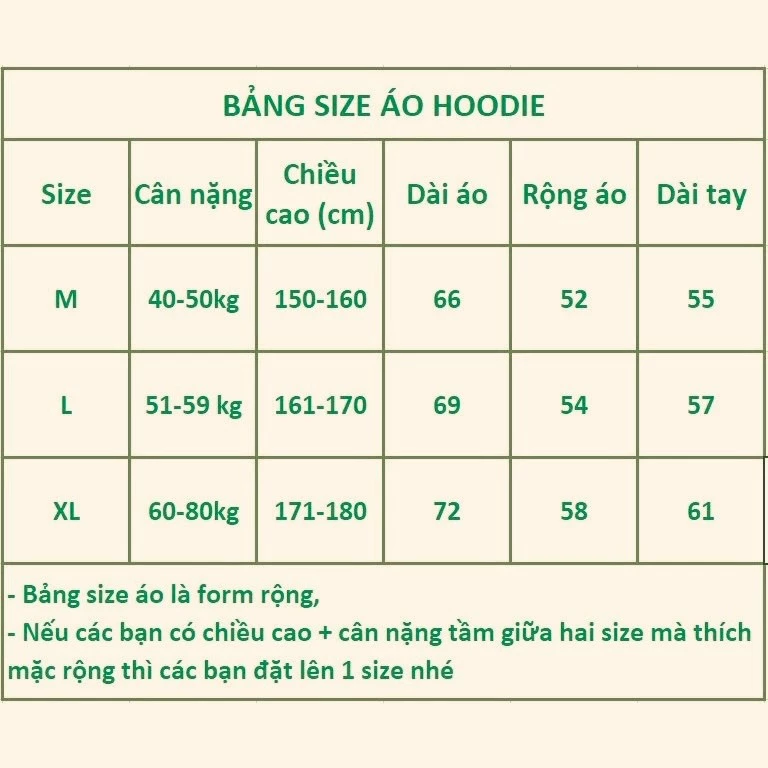 BẢNG SIZE ÁO HOODIE
Size Cân nặng Chiều cao (cm) Dài áo Rộng áo Dài tay
M 40-50kg 150-160 66 52 55
L 51-59 kg 161-170 69 54 57
XL 60-80kg 171-180 72 58 61
- Bảng size áo là form rộng,
- Nếu các bạn có chiều cao + cân nặng tầm giữa hai size mà thích
mặc rộng thì các bạn đặt lên 1 size nhé